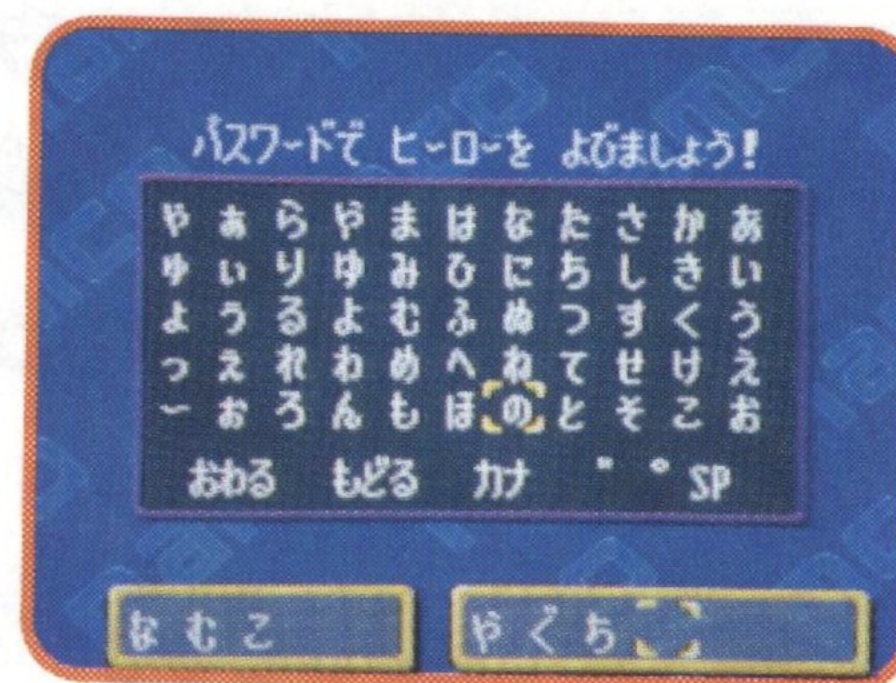 パスワードで ヒーローを よびましょう!
ゃ ぁ ら や ま は な た さ か あ
ゅ ぃ り ゆ み ひ に ち し き い
ょ ぅ る よ む ふ ぬ つ す く う
っ ぇ れ わ め へ ね て せ け え
ー ぉ ろ ん も ほ の と そ こ お
おわる もどる カナ ゛ ゜ SP
なむこ やぐち